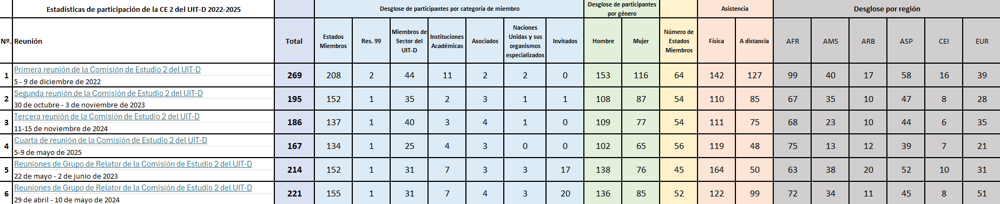 Estadísticas de participación de la CE 2 del UIT-D 2022-2025 Desglose de participantes por categoría de miembro Desglose de participantes por género Asistencia Desglose por región
Nº. Reunión Total Estados Miembros Res. 99 Miembros de Sector del UIT-D Instituciones Académicas Asociados Naciones Unidas y sus organismos especializados Invitados Hombre Mujer Número de Estados Miembros Física A distancia AFR AMS ARB ASP CEI EUR
1 Primera reunión de la Comisión de Estudio 2 del UIT-D
5 - 9 de diciembre de 2022
269 208 2 44 11 2 2 0 153 116 64 142 127 99 40 17 58 16 39
2 Segunda reunión de la Comisión de Estudio 2 del UIT-D
30 de octubre - 3 de noviembre de 2023
195 152 1 35 2 3 1 1 108 87 54 110 85 67 35 10 47 8 28
3 Tercera reunión de la Comisión de Estudio 2 del UIT-D
11-15 de noviembre de 2024
186 137 1 40 3 4 1 0 109 77 54 111 75 68 23 10 44 6 35
4 Cuarta de reunión de la Comisión de Estudio 2 del UIT-D
5-9 de mayo de 2025
167 134 1 25 4 3 0 0 102 65 56 119 48 75 13 12 39 7 21
5 Reuniones de Grupo de Relator de la Comisión de Estudio 2 del UIT-D
22 de mayo - 2 de junio de 2023
214 152 1 31 7 3 3 17 138 76 45 164 50 63 38 20 52 10 31
6 Reuniones de Grupo de Relator de la Comisión de Estudio 2 del UIT-D
29 de abril - 10 de mayo de 2024
221 155 1 31 7 4 3 20 136 85 52 122 99 72 34 11 45 8 51